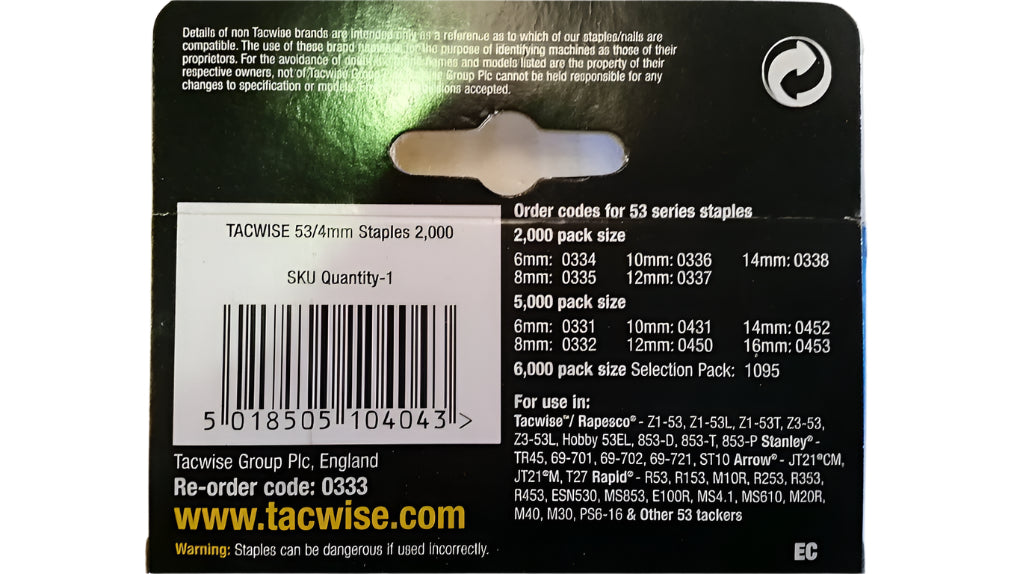 Details of non Tacwise brands are intended only as a reference as to which of our staples/nails are
compatible. The use of these brand for the purpose of identifying machines as those of their
proprietors. For the avoidance of names and models listed are the property of their
respective owners, not of Tacwise Group Plc cannot be held responsible for any
changes to specification or models accepted.
Order codes for 53 series staples
2,000 pack size
6mm: 0334 10mm: 0336 14mm: 0338
8mm: 0335 12mm: 0337
5,000 pack size
6mm: 0331 10mm: 0431 14mm: 0452
8mm: 0332 12mm: 0450 16mm: 0453
6,000 pack size Selection Pack: 1095
For use in:
Tacwise™/ Rapesco® - Z1-53, Z1-53L, Z1-53T, Z3-53,
Z3-53L, Hobby 53EL, 853-D, 853-T, 853-P Stanley® -
TR45, 69-701, 69-702, 69-721, ST10 Arrow® - JT21®CM,
JT21®M, T27 Rapid® - R53, R153, M10R, R253, R353,
R453, ESN530, MS853, E100R, MS4.1, MS610, M20R,
M40, M30, PS6-16 & Other 53 tackers
TACWISE 53/4mm Staples 2,000
SKU Quantity-1
5 018505 104043 >
Tacwise Group Plc, England
Re-order code: 0333
www.tacwise.com
Warning: Staples can be dangerous if used incorrectly.
EC